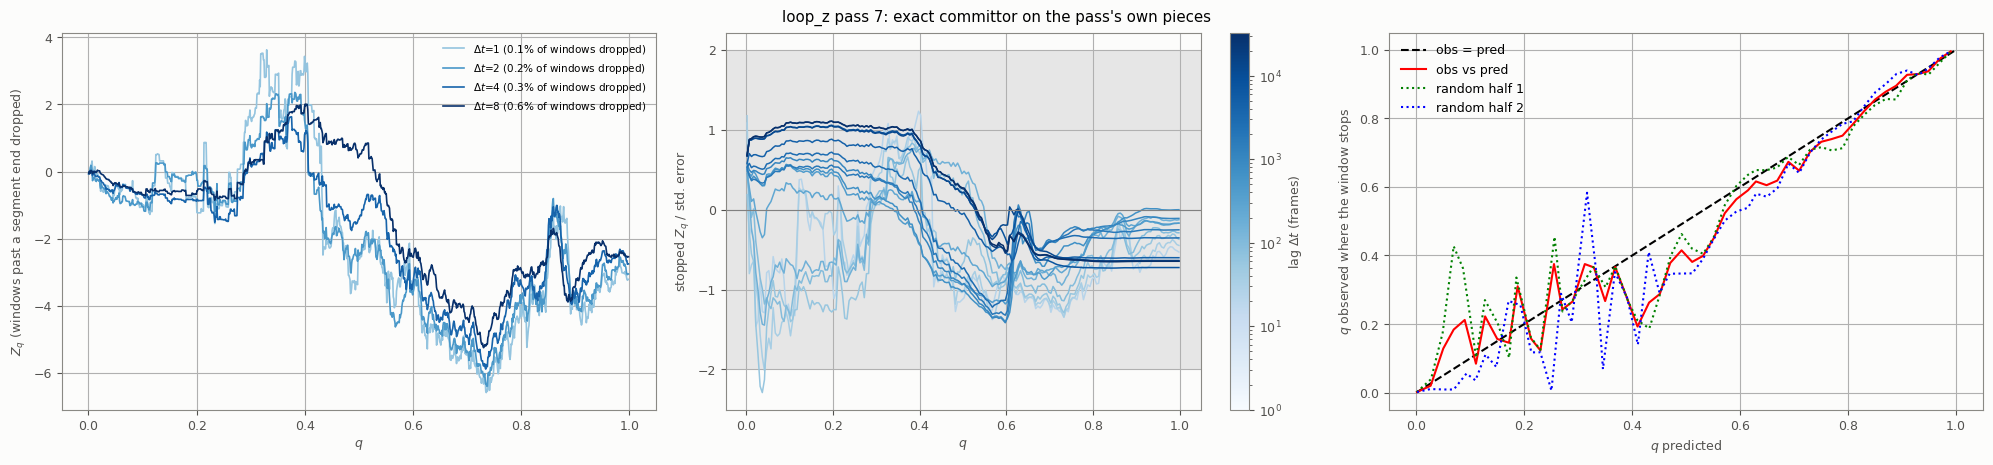 loop_z pass 7: exact committor on the pass's own pieces
Z_q (windows past a segment end dropped)
4
2
0
−2
−4
−6
Δt=1 (0.1% of windows dropped)
Δt=2 (0.2% of windows dropped)
Δt=4 (0.3% of windows dropped)
Δt=8 (0.6% of windows dropped)
0.0 0.2 0.4 0.6 0.8 1.0
q
stopped Z_q / std. error
2
1
0
−1
−2
0.0 0.2 0.4 0.6 0.8 1.0
q
10^4
10^3
10^2
10^1
10^0
lag Δt (frames)
q observed where the window stops
1.0
0.8
0.6
0.4
0.2
0.0
obs = pred
obs vs pred
random half 1
random half 2
0.0 0.2 0.4 0.6 0.8 1.0
q predicted